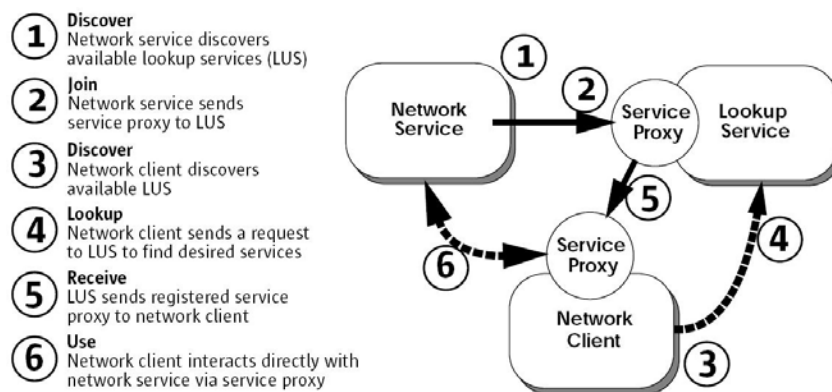 1
Discover
Network service discovers
available lookup services (LUS)
2
Join
Network service sends
service proxy to LUS
3
Discover
Network client discovers
available LUS
4
Lookup
Network client sends a request
to LUS to find desired services
5
Receive
LUS sends registered service
proxy to network client
6
Use
Network client interacts directly with
network service via service proxy
1
Network
Service
2
Service
Proxy
Lookup
Service
5
4
6
Service
Proxy
Network
Client
3